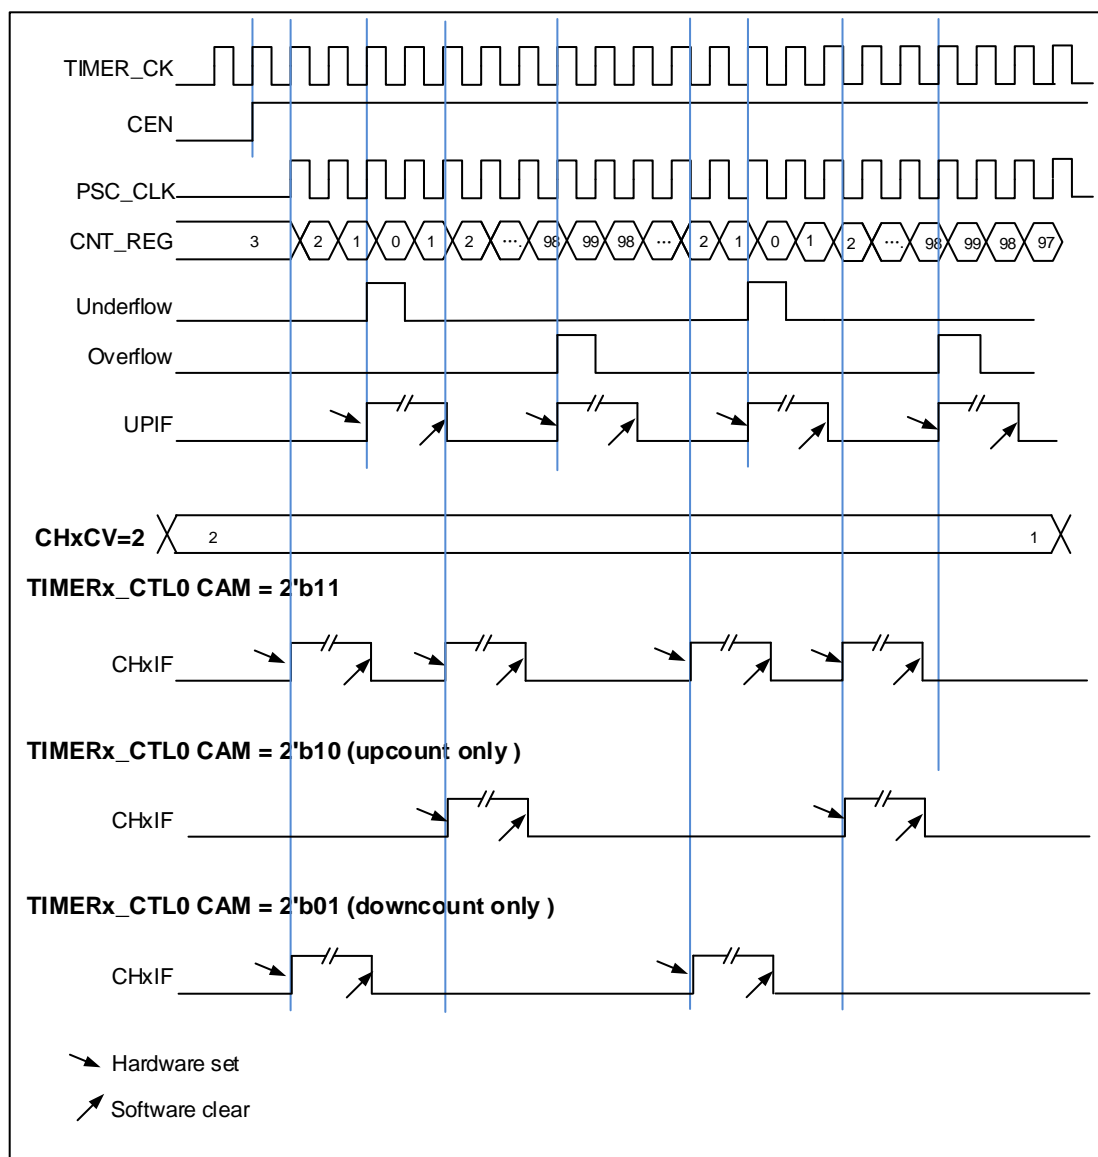 TIMER_CK
CEN
PSC_CLK
CNT_REG 3 2 1 0 1 2 .... 98 99 98 ... 2 1 0 1 2 .... 98 99 98 97
Underflow
Overflow
UPIF
CHxCV=2 2 1
TIMERx_CTL0 CAM = 2'b11
CHxIF
TIMERx_CTL0 CAM = 2'b10 (upcount only )
CHxIF
TIMERx_CTL0 CAM = 2'b01 (downcount only )
CHxIF
Hardware set
Software clear